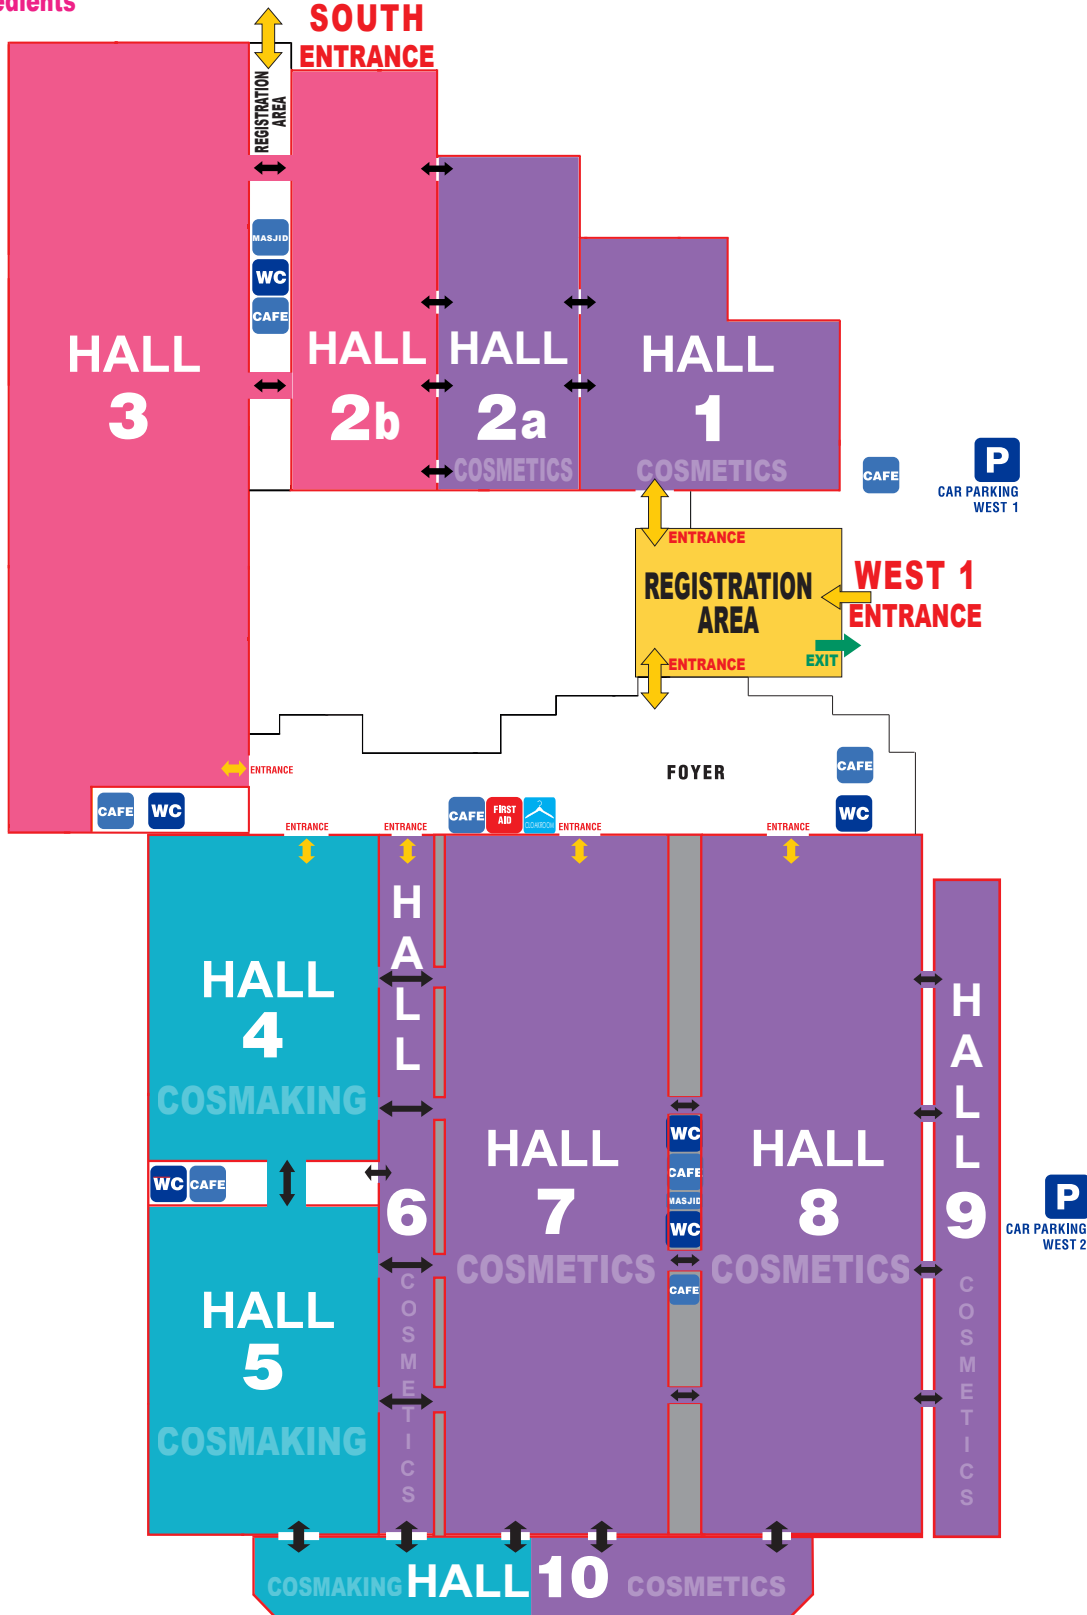 edients
SOUTH
ENTRANCE
REGISTRATION
AREA
MASJID
WC
CAFE
HALL
3
HALL
2b
HALL
2a
COSMETICS
HALL
1
COSMETICS
CAFE
P
CAR PARKING
WEST 1
ENTRANCE
REGISTRATION
AREA
WEST 1
ENTRANCE
EXIT
ENTRANCE
FOYER
CAFE
WC
ENTRANCE
CAFE
WC
CAFE
FIRST
AID
CLOAKROOM
ENTRANCE
ENTRANCE
ENTRANCE
ENTRANCE
HALL
4
COSMAKING
WC
CAFE
HALL
5
COSMAKING
HALL
6
COSMETICS
HALL
7
COSMETICS
WC
CAFE
MASJID
WC
CAFE
HALL
8
COSMETICS
HALL
9
COSMETICS
P
CAR PARKING
WEST 2
COSMAKING HALL 10 COSMETICS